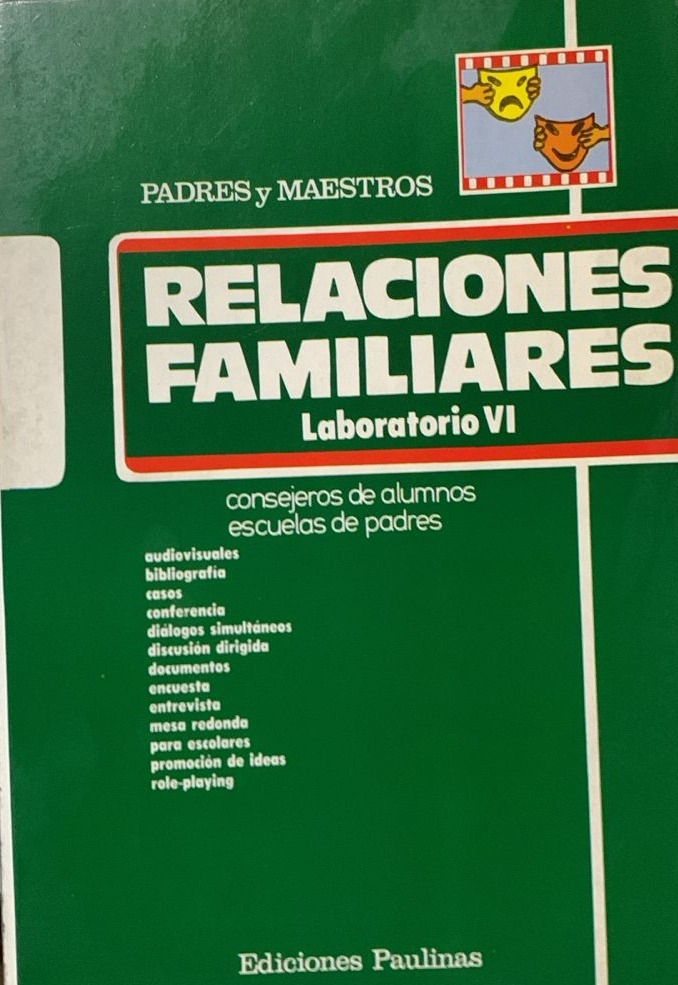 PADRES y MAESTROS
RELACIONES
FAMILIARES
Laboratorio VI
consejeros de alumnos
escuelas de padres
audiovisuales
bibliografía
casos
conferencia
diálogos simultáneos
discusión dirigida
documentos
encuesta
entrevista
mesa redonda
para escolares
promoción de ideas
role-playing
Ediciones Paulinas